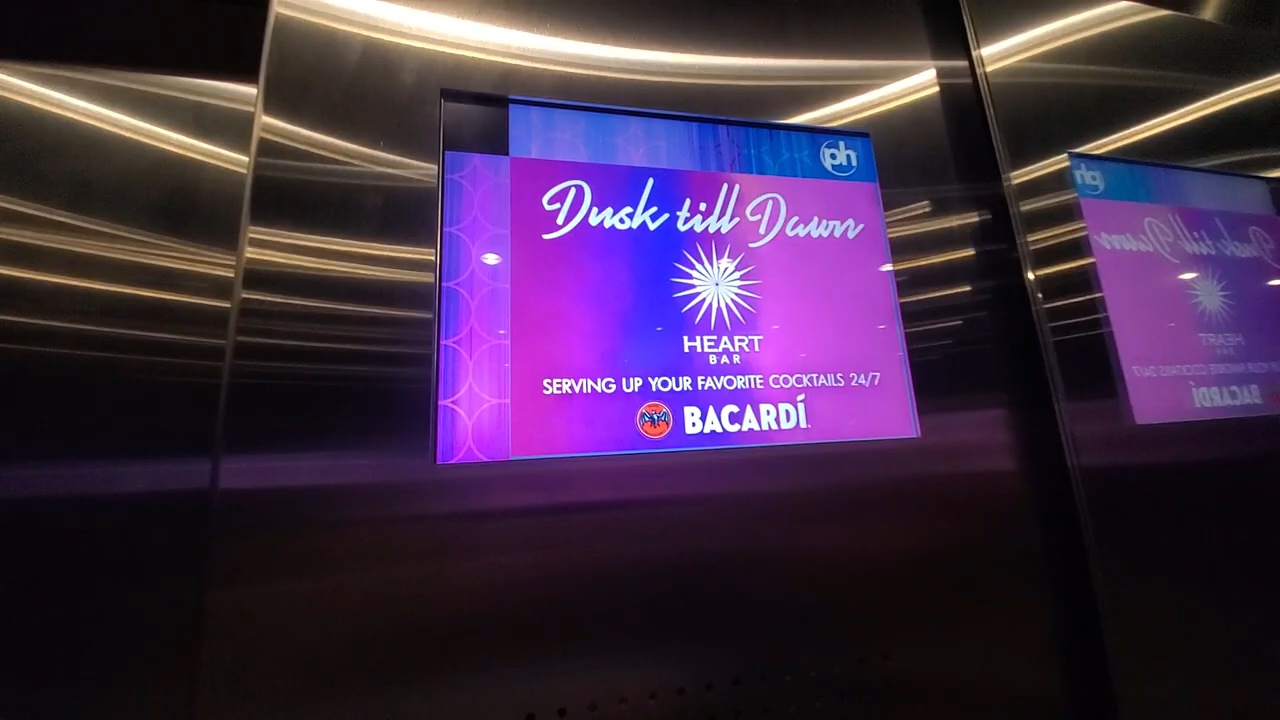 ph
Dusk till Dawn
HEART
BAR
SERVING UP YOUR FAVORITE COCKTAILS 24/7
BACARDÍ